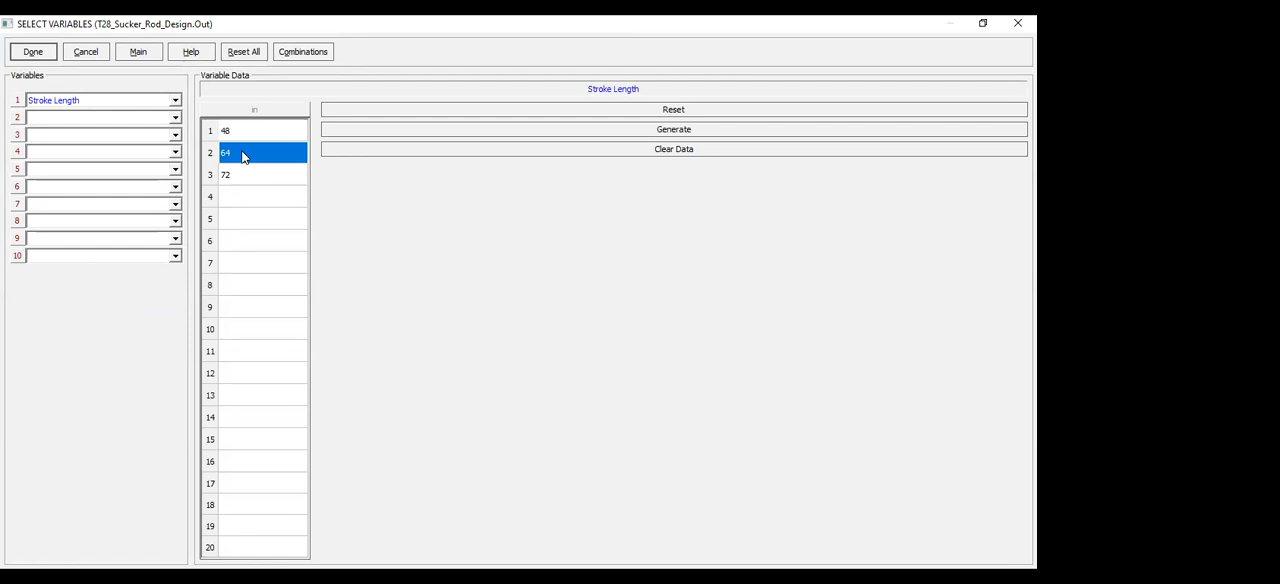 SELECT VARIABLES (T28_Sucker_Rod_Design.Out)
Done Cancel Main Help Reset All Combinations
Variables
1 Stroke Length
2
3
4
5
6
7
8
9
10
Variable Data
Stroke Length
in
Reset
Generate
Clear Data
1 48
2 64
3 72
4
5
6
7
8
9
10
11
12
13
14
15
16
17
18
19
20